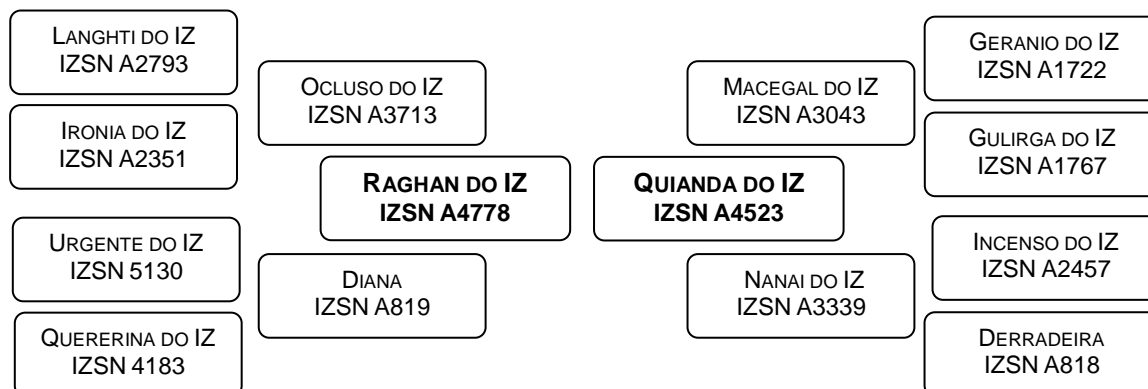 LANGHTI DO IZ
IZSN A2793
IRONIA DO IZ
IZSN A2351
OCLUSO DO IZ
IZSN A3713
RAGHAN DO IZ
IZSN A4778
URGENTE DO IZ
IZSN 5130
QUERERINA DO IZ
IZSN 4183
DIANA
IZSN A819
MACEGAL DO IZ
IZSN A3043
QUIANDA DO IZ
IZSN A4523
NANAI DO IZ
IZSN A3339
GERANIO DO IZ
IZSN A1722
GULIRGA DO IZ
IZSN A1767
INCENSO DO IZ
IZSN A2457
DERRADEIRA
IZSN A818